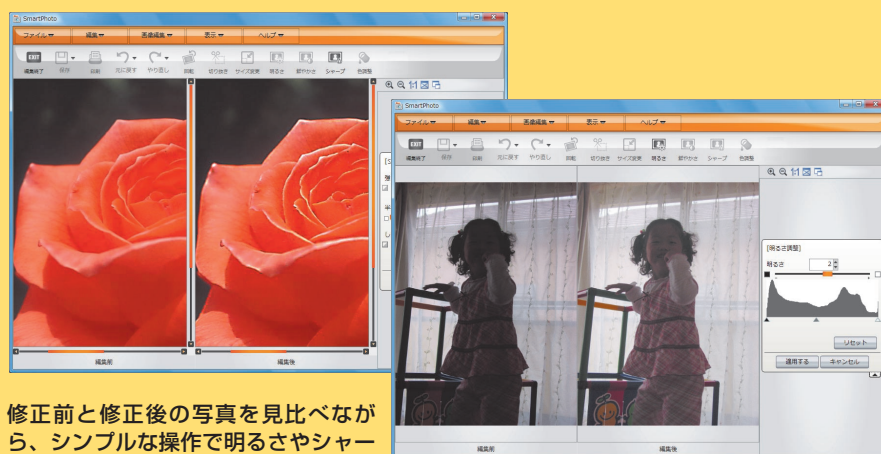 SmartPhoto
ファイル 編集 画像編集 表示 ヘルプ
EXIT
編集終了 保存 印刷 元に戻す やり直し 回転 切り抜き サイズ変更 明るさ 鮮やかさ シャープ 色調整
1:1
[S
強
半
し
編集前 編集後
SmartPhoto
ファイル 編集 画像編集 表示 ヘルプ
EXIT
編集終了 保存 印刷 元に戻す やり直し 回転 切り抜き サイズ変更 明るさ 鮮やかさ シャープ 色調整
1:1
[明るさ調整]
明るさ 2
リセット
適用する キャンセル
編集前 編集後
修正前と修正後の写真を見比べなが
ら、シンプルな操作で明るさやシャー